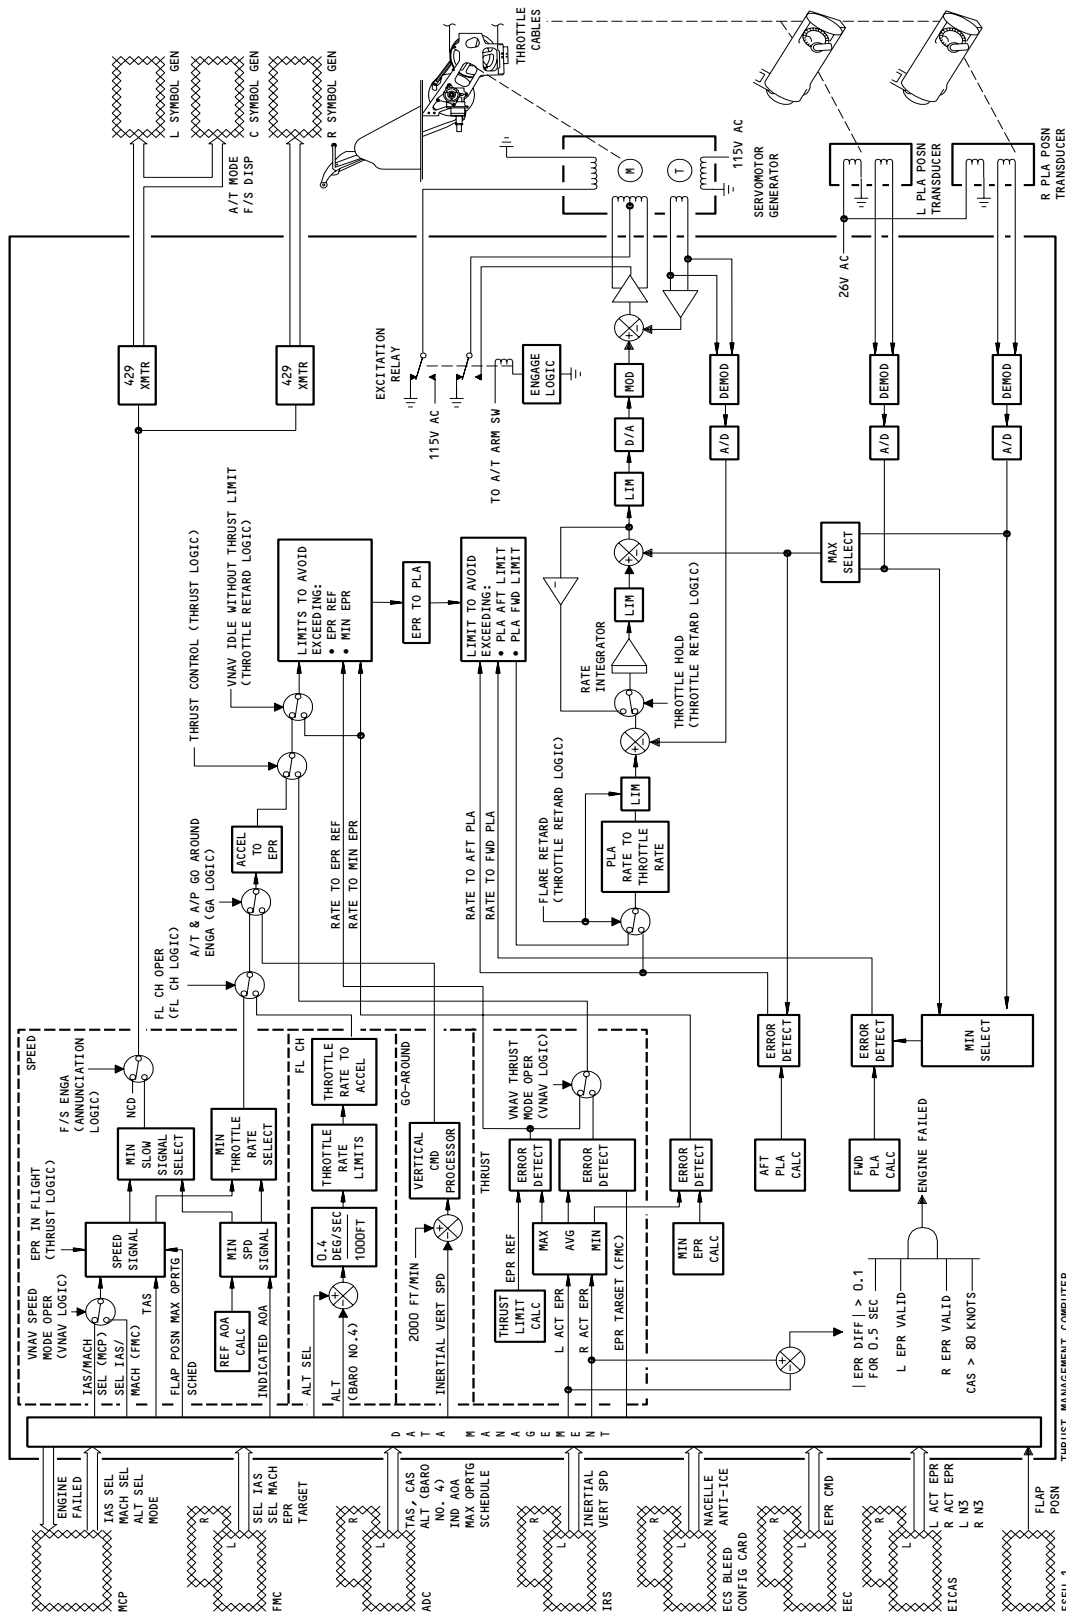 MCP
ENGINE
FAILED
IAS SEL
MACH SEL
ALT SEL
MODE
FMC
L
R
SEL IAS
SEL MACH
EPR
TARGET
ADC
L
R
TAS, CAS
ALT (BARO
NO. 4)
IND AOA
MAX OPRTG
SCHEDULE
IRS
L
R
INERTIAL
VERT SPD
ECS BLEED
CONFIG CARD
L
R
NACELLE
ANTI-ICE
EEC
L
R
EPR CMD
EICAS
L
R
L ACT EPR
R ACT EPR
L N3
R N3
FLAP
POSN
DATA MANAGEMENT
THRUST MANAGEMENT COMPUTER
SPEED
VNAV SPEED
MODE OPER
(VNAV LOGIC)
EPR IN FLIGHT
(THRUST LOGIC)
F/S ENGA
(ANNUNCIATION
LOGIC)
IAS/MACH
SEL (MCP)
SEL IAS/
MACH (FMC)
TAS
FLAP POSN MAX OPRTG
SCHED
SPEED
SIGNAL
REF AOA
CALC
INDICATED AOA
MIN
SPD
SIGNAL
MIN
SLOW
SIGNAL
SELECT
NCD
MIN
THROTTLE
RATE
SELECT
FL CH
ALT SEL
ALT
(BARO NO.4)
+
-
0.4
DEG/SEC
1000FT
THROTTLE
RATE
LIMITS
THROTTLE
RATE TO
ACCEL
GO-AROUND
2000 FT/MIN
INERTIAL VERT SPD
+
-
VERTICAL
CMD
PROCESSOR
THRUST
THRUST
LIMIT
CALC
EPR REF
L ACT EPR
R ACT EPR
EPR TARGET (FMC)
MAX
AVG
MIN
ERROR
DETECT
ERROR
DETECT
VNAV THRUST
MODE OPER
(VNAV LOGIC)
MIN
EPR
CALC
ERROR
DETECT
AFT
PLA
CALC
ERROR
DETECT
FWD
PLA
CALC
ERROR
DETECT
MIN
SELECT
+
-
| EPR DIFF | > 0.1
FOR 0.5 SEC
L EPR VALID
R EPR VALID
CAS > 80 KNOTS
ENGINE FAILED
FL CH OPER
(FL CH LOGIC)
A/T & A/P GO AROUND
ENGA (GA LOGIC)
ACCEL
TO
EPR
THRUST CONTROL (THRUST LOGIC)
VNAV IDLE WITHOUT THRUST LIMIT
(THROTTLE RETARD LOGIC)
RATE TO EPR REF
RATE TO MIN EPR
LIMITS TO AVOID
EXCEEDING:
• EPR REF
• MIN EPR
EPR TO PLA
LIMIT TO AVOID
EXCEEDING:
• PLA AFT LIMIT
• PLA FWD LIMIT
RATE TO AFT PLA
RATE TO FWD PLA
FLARE RETARD
(THROTTLE RETARD LOGIC)
PLA
RATE TO
THROTTLE
RATE
LIM
+
-
THROTTLE HOLD
(THROTTLE RETARD LOGIC)
RATE
INTEGRATOR
LIM
-
+
-
LIM
D/A
MOD
+
-
MAX
SELECT
A/D
DEMOD
A/D
DEMOD
A/D
DEMOD
429
XMTR
429
XMTR
A/T MODE
F/S DISP
L SYMBOL GEN
C SYMBOL GEN
R SYMBOL GEN
EXCITATION
RELAY
115V AC
TO A/T ARM SW
ENGAGE
LOGIC
M
T
115V AC
SERVOMOTOR
GENERATOR
THROTTLE
CABLES
26V AC
L PLA POSN
TRANSDUCER
R PLA POSN
TRANSDUCER